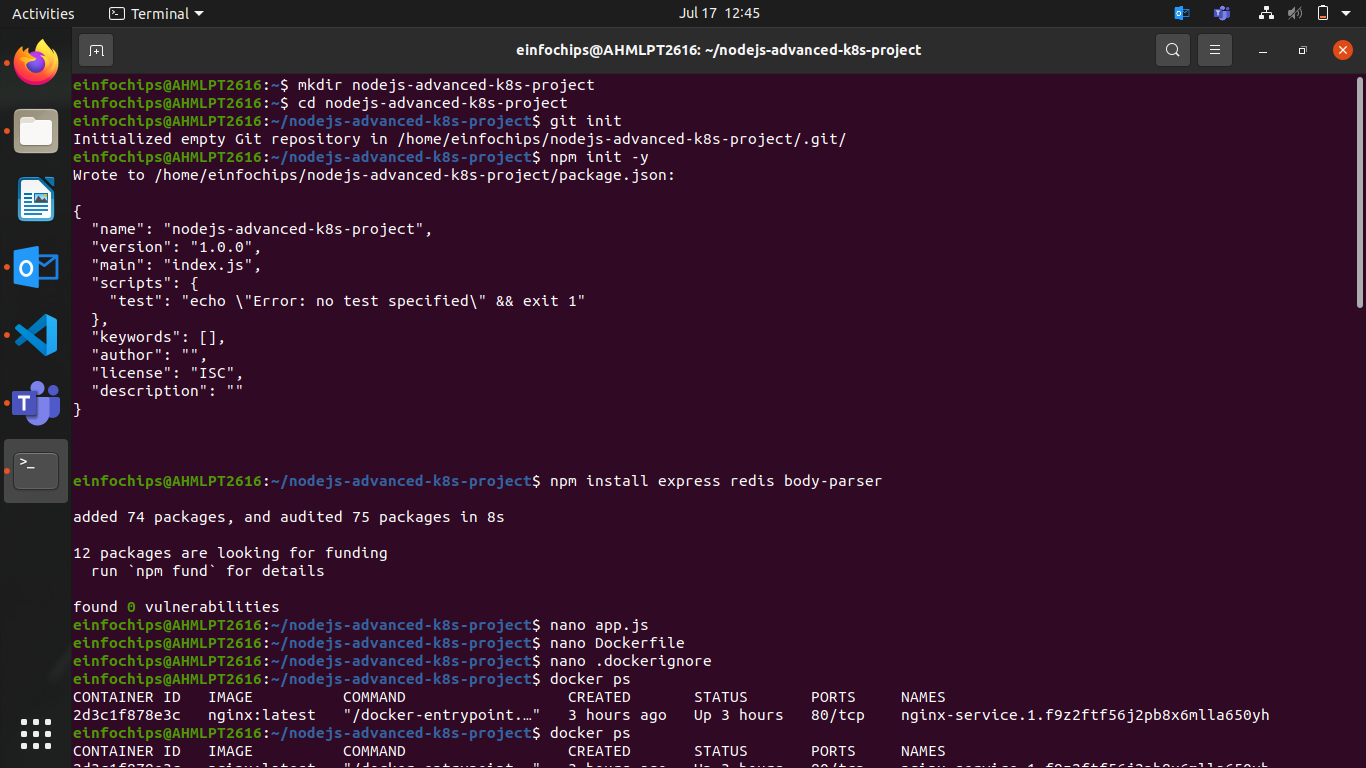 Activities Terminal Jul 17 12:45
einfochips@AHMLPT2616: ~/nodejs-advanced-k8s-project
einfochips@AHMLPT2616:~$ mkdir nodejs-advanced-k8s-project
einfochips@AHMLPT2616:~$ cd nodejs-advanced-k8s-project
einfochips@AHMLPT2616:~/nodejs-advanced-k8s-project$ git init
Initialized empty Git repository in /home/einfochips/nodejs-advanced-k8s-project/.git/
einfochips@AHMLPT2616:~/nodejs-advanced-k8s-project$ npm init -y
Wrote to /home/einfochips/nodejs-advanced-k8s-project/package.json:
{
  "name": "nodejs-advanced-k8s-project",
  "version": "1.0.0",
  "main": "index.js",
  "scripts": {
    "test": "echo \"Error: no test specified\" && exit 1"
  },
  "keywords": [],
  "author": "",
  "license": "ISC",
  "description": ""
}
einfochips@AHMLPT2616:~/nodejs-advanced-k8s-project$ npm install express redis body-parser
added 74 packages, and audited 75 packages in 8s
12 packages are looking for funding
  run `npm fund` for details
found 0 vulnerabilities
einfochips@AHMLPT2616:~/nodejs-advanced-k8s-project$ nano app.js
einfochips@AHMLPT2616:~/nodejs-advanced-k8s-project$ nano Dockerfile
einfochips@AHMLPT2616:~/nodejs-advanced-k8s-project$ nano .dockerignore
einfochips@AHMLPT2616:~/nodejs-advanced-k8s-project$ docker ps
CONTAINER ID   IMAGE          COMMAND                  CREATED       STATUS       PORTS     NAMES
2d3c1f878e3c   nginx:latest   "/docker-entrypoint.…"   3 hours ago   Up 3 hours   80/tcp    nginx-service.1.f9z2ftf56j2pb8x6mlla650yh
einfochips@AHMLPT2616:~/nodejs-advanced-k8s-project$ docker ps
CONTAINER ID   IMAGE          COMMAND                  CREATED       STATUS       PORTS     NAMES